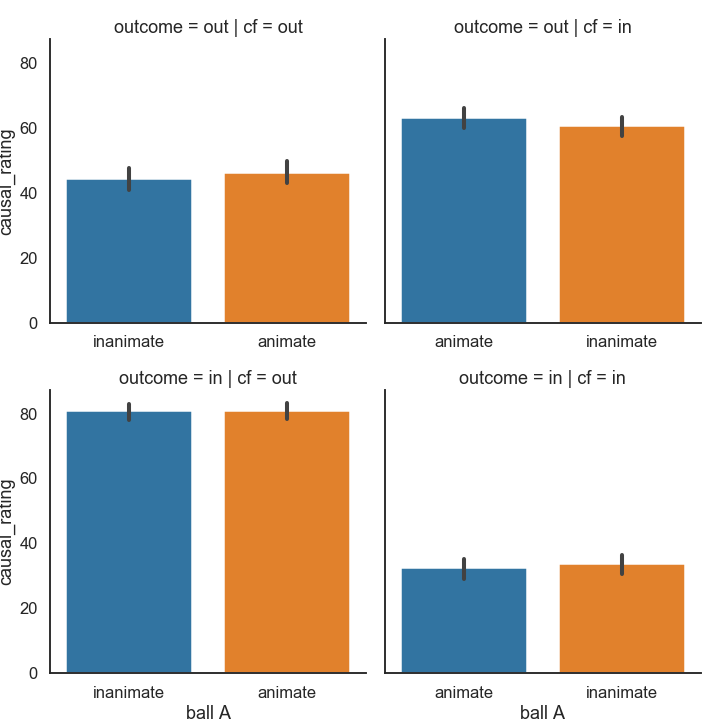 outcome = out | cf = out
outcome = out | cf = in
causal_rating
80
60
40
20
0
inanimate
animate
animate
inanimate
outcome = in | cf = out
outcome = in | cf = in
causal_rating
80
60
40
20
0
inanimate
animate
animate
inanimate
ball A
ball A